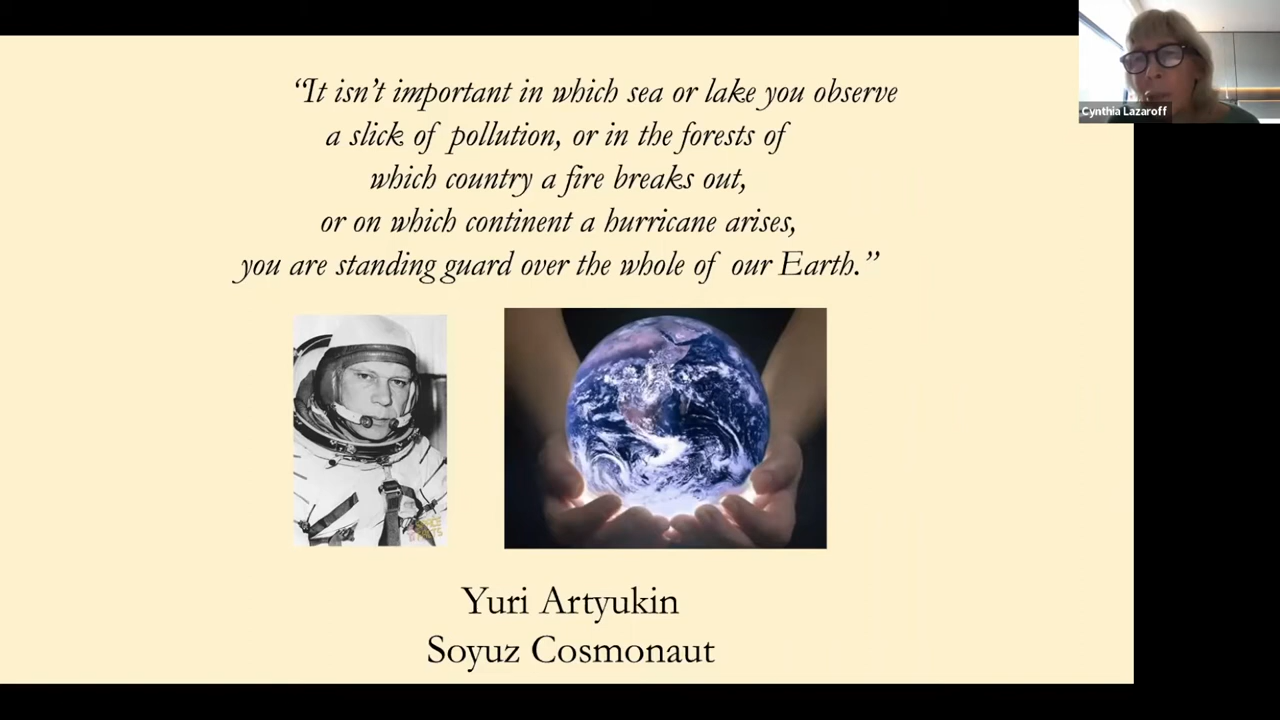 “It isn’t important in which sea or lake you observe
a slick of pollution, or in the forests of
which country a fire breaks out,
or on which continent a hurricane arises,
you are standing guard over the whole of our Earth.”
Cynthia Lazaroff
Yuri Artyukin
Soyuz Cosmonaut